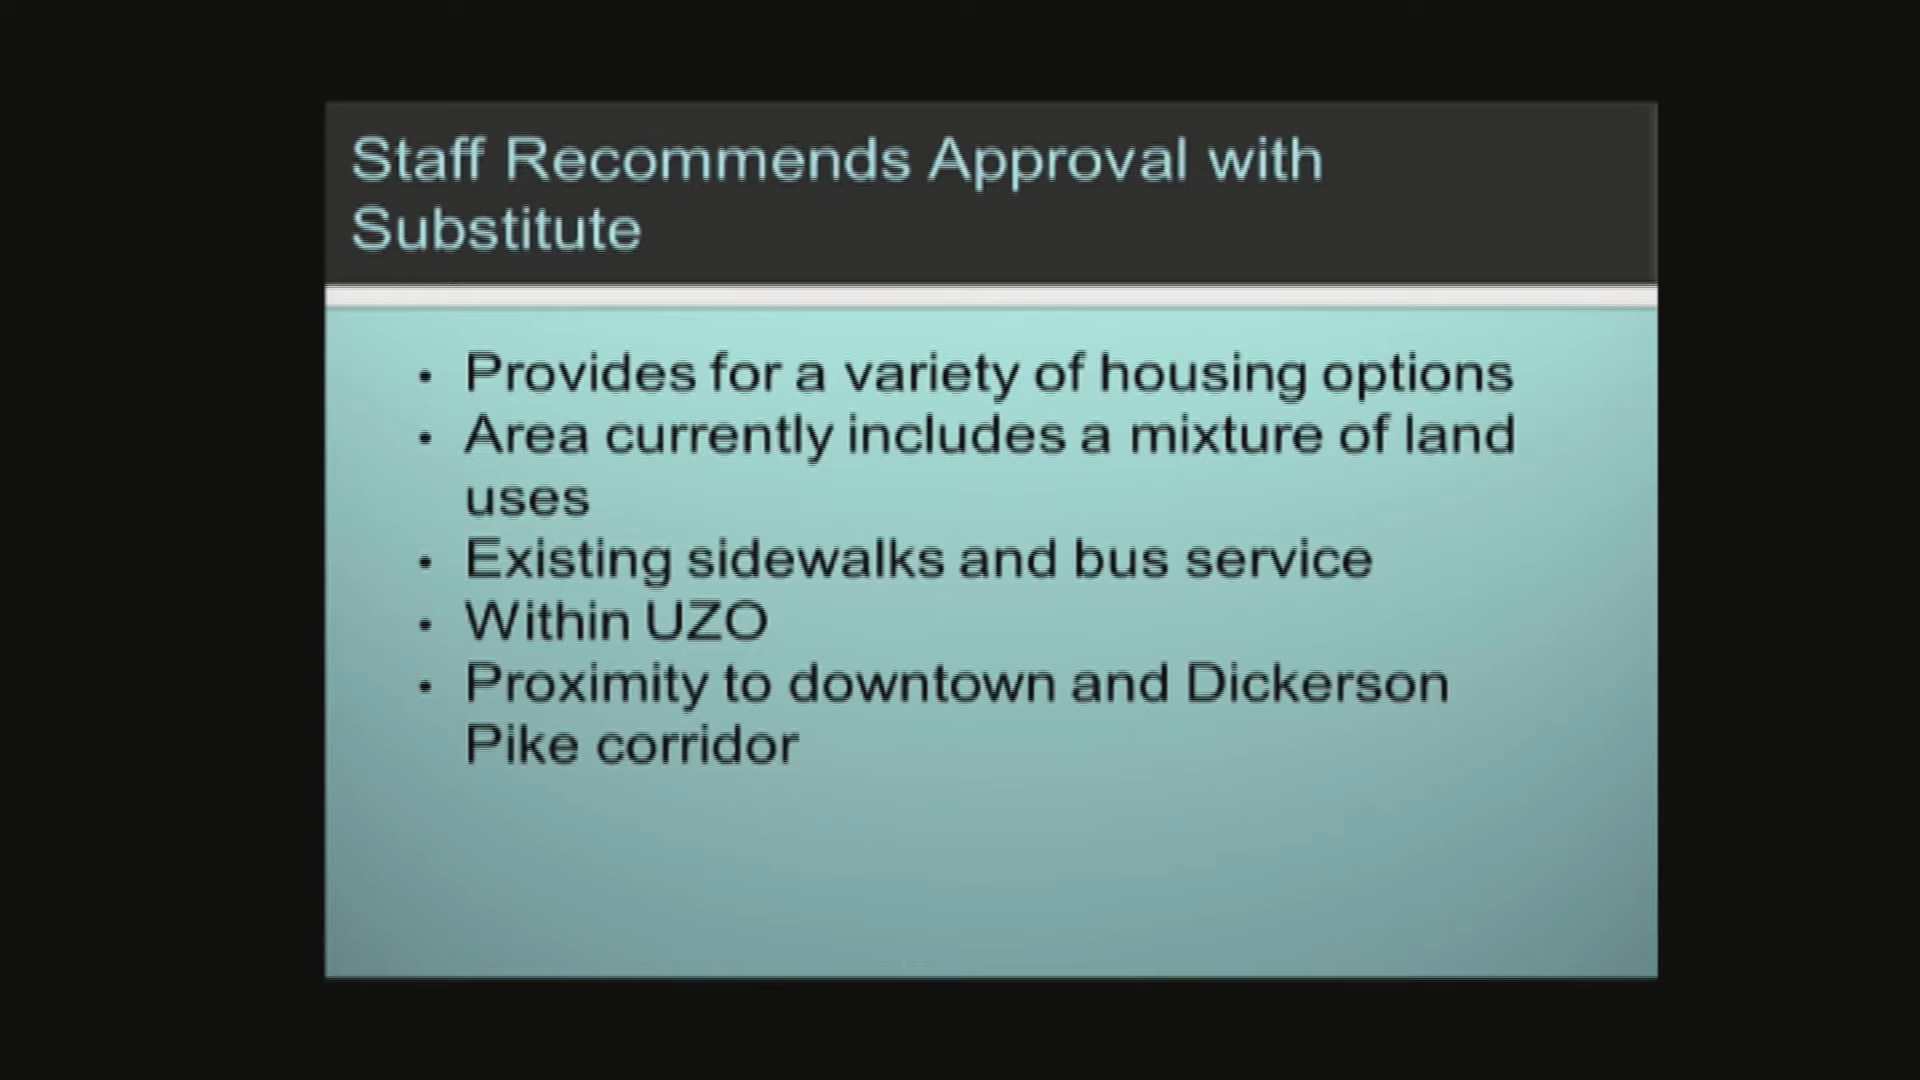 Staff Recommends Approval with
Substitute
• Provides for a variety of housing options
• Area currently includes a mixture of land
uses
• Existing sidewalks and bus service
• Within UZO
• Proximity to downtown and Dickerson
Pike corridor